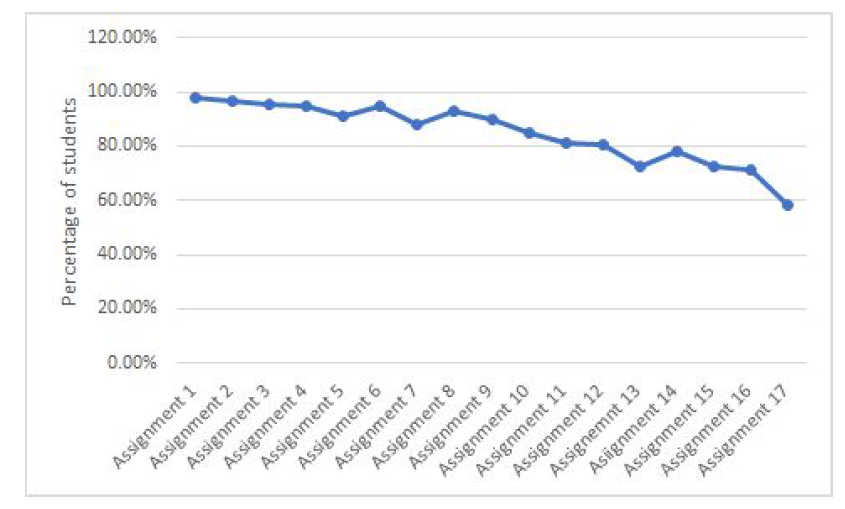 120.00%
100.00%
80.00%
60.00%
40.00%
20.00%
0.00%
Percentage of students
Assignment 1
Assignment 2
Assignment 3
Assignment 4
Assignment 5
Assignment 6
Assignment 7
Assignment 8
Assignment 9
Assignment 10
Assignment 11
Assignment 12
Assignemnt 13
Asiignment 14
Assignment 15
Assignment 16
Assignment 17